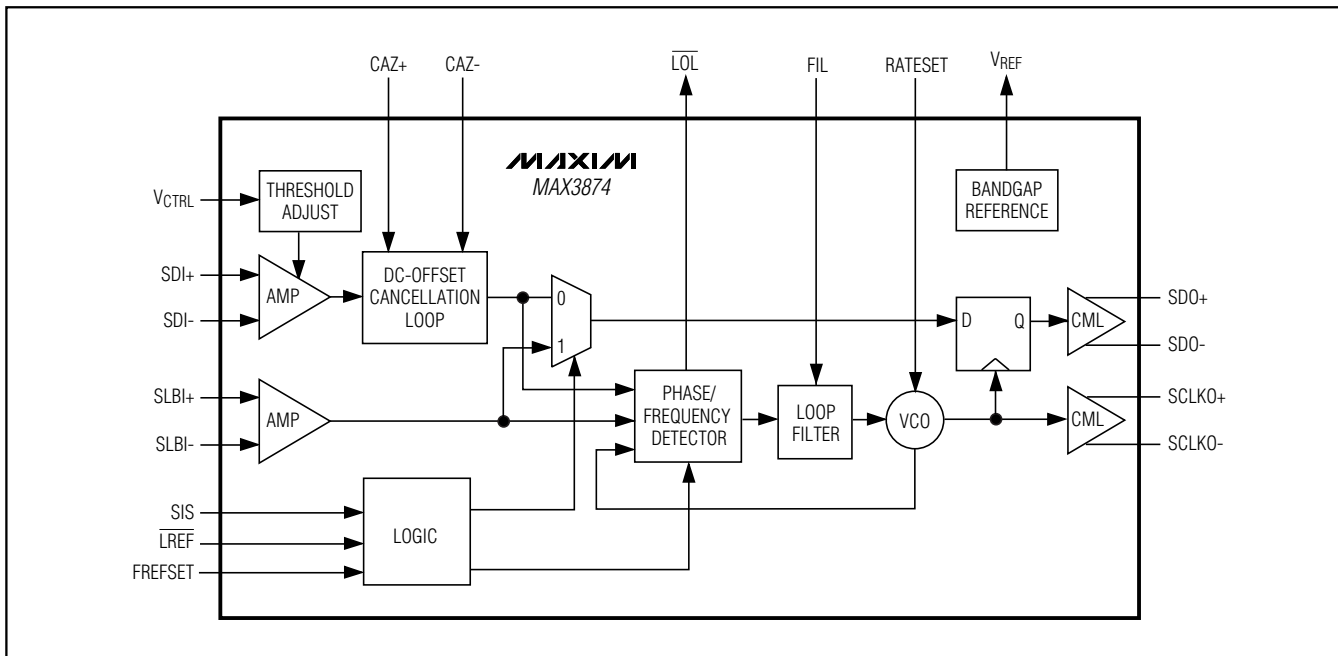 CAZ+
CAZ-
L̅O̅L̅
FIL
RATESET
VREF
MAXIM
MAX3874
VCTRL
THRESHOLD
ADJUST
BANDGAP
REFERENCE
SDI+
SDI-
AMP
DC-OFFSET
CANCELLATION
LOOP
0
1
D
Q
CML
SDO+
SDO-
SLBI+
SLBI-
AMP
PHASE/
FREQUENCY
DETECTOR
LOOP
FILTER
VCO
CML
SCLKO+
SCLKO-
SIS
L̅R̅E̅F̅
FREFSET
LOGIC